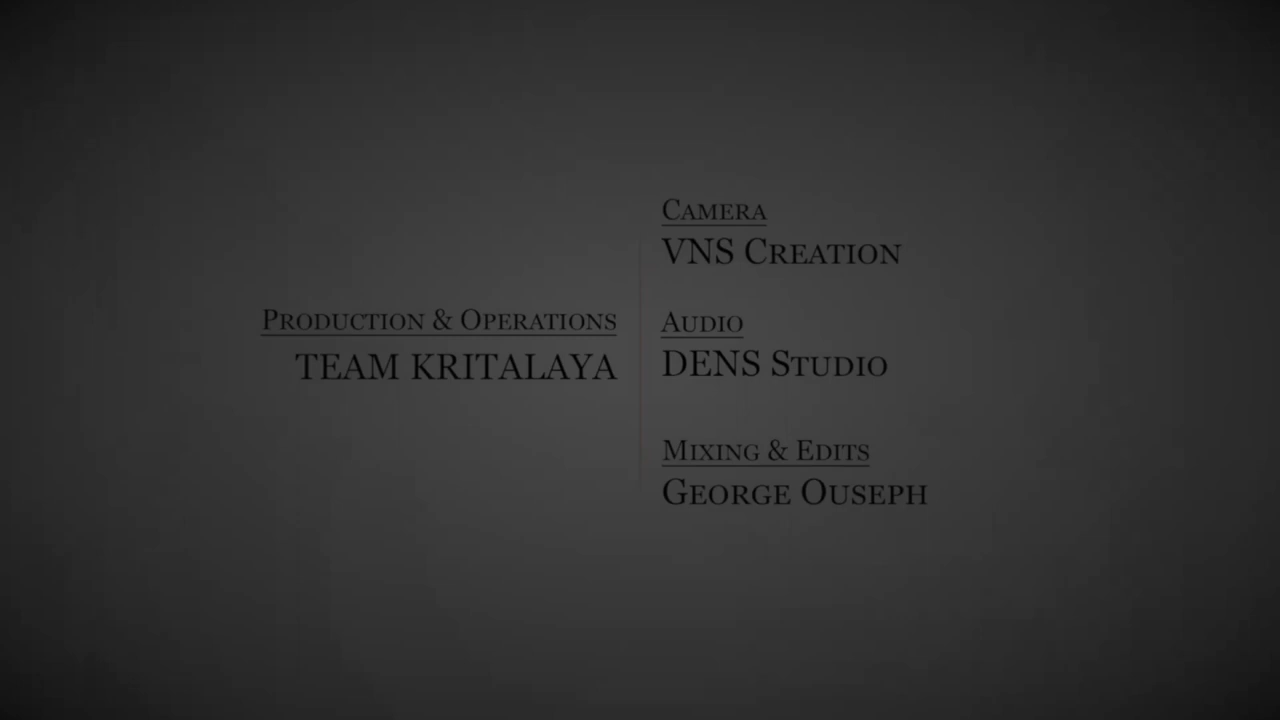 Production & Operations
TEAM KRITALAYA
Camera
VNS Creation
Audio
DENS Studio
Mixing & Edits
George Ouseph